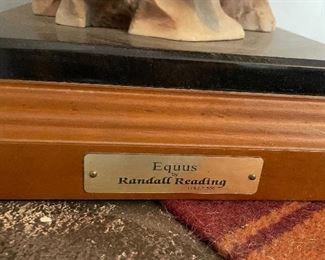 Equus
by
Randall Reading